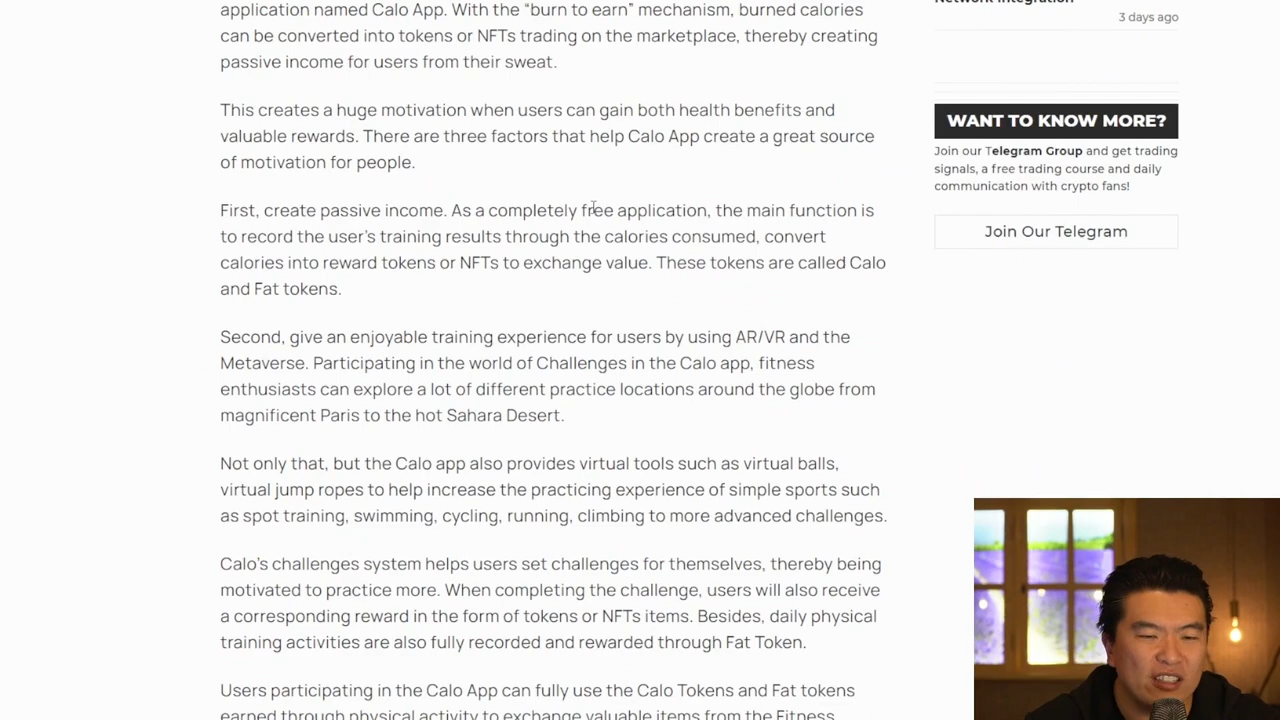 application named Calo App. With the “burn to earn” mechanism, burned calories
can be converted into tokens or NFTs trading on the marketplace, thereby creating
passive income for users from their sweat.
This creates a huge motivation when users can gain both health benefits and
valuable rewards. There are three factors that help Calo App create a great source
of motivation for people.
First, create passive income. As a completely free application, the main function is
to record the user’s training results through the calories consumed, convert
calories into reward tokens or NFTs to exchange value. These tokens are called Calo
and Fat tokens.
Second, give an enjoyable training experience for users by using AR/VR and the
Metaverse. Participating in the world of Challenges in the Calo app, fitness
enthusiasts can explore a lot of different practice locations around the globe from
magnificent Paris to the hot Sahara Desert.
Not only that, but the Calo app also provides virtual tools such as virtual balls,
virtual jump ropes to help increase the practicing experience of simple sports such
as spot training, swimming, cycling, running, climbing to more advanced challenges.
Calo’s challenges system helps users set challenges for themselves, thereby being
motivated to practice more. When completing the challenge, users will also receive
a corresponding reward in the form of tokens or NFTs items. Besides, daily physical
training activities are also fully recorded and rewarded through Fat Token.
Users participating in the Calo App can fully use the Calo Tokens and Fat tokens
earned through physical activity to exchange valuable items from the Fitness
Network Integration
3 days ago
WANT TO KNOW MORE?
Join our Telegram Group and get trading
signals, a free trading course and daily
communication with crypto fans!
Join Our Telegram